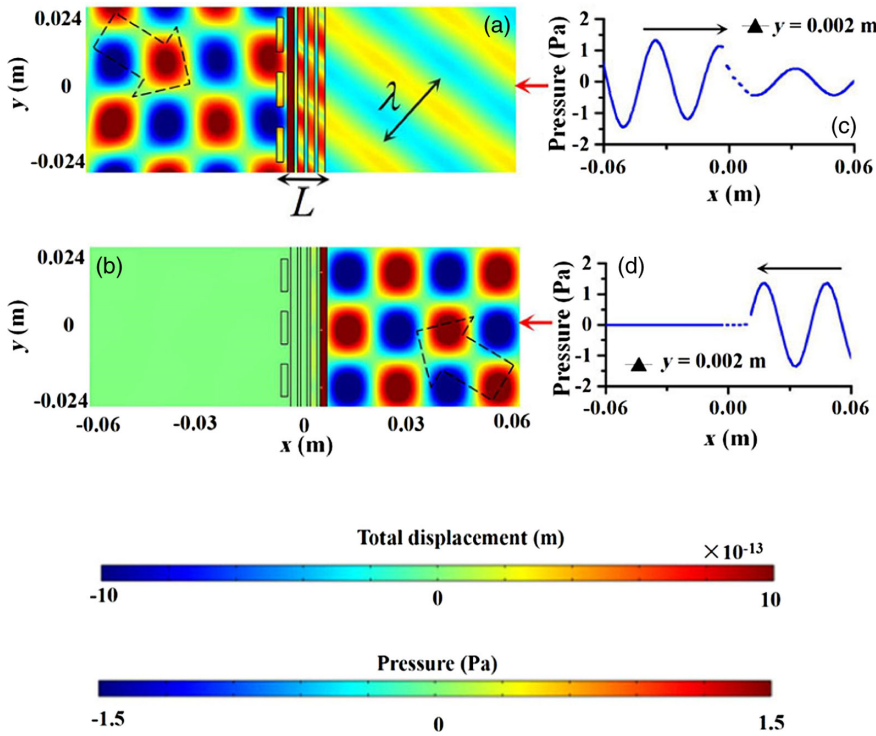 0.024
y (m)
0
-0.024
(a)
λ
L
Pressure (Pa)
2
1
0
-1
-2
▲ y = 0.002 m
(c)
-0.06
0.00
0.06
x (m)
0.024
y (m)
0
-0.024
(b)
-0.06
-0.03
0
0.03
0.06
x (m)
Pressure (Pa)
2
1
0
-1
-2
(d)
▲ y = 0.002 m
-0.06
0.00
0.06
x (m)
Total displacement (m)
×10-13
-10
0
10
Pressure (Pa)
-1.5
0
1.5